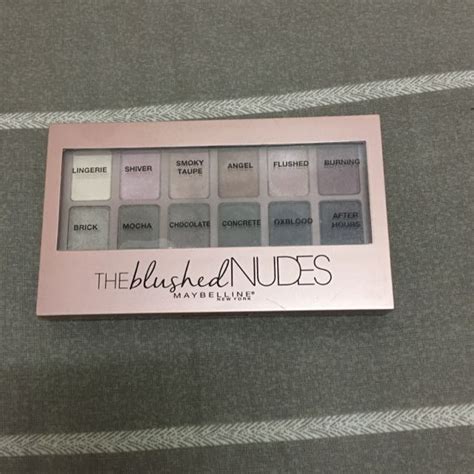 LINGERIE SHIVER SMOKY TAUPE ANGEL FLUSHED BURNING
BRICK MOCHA CHOCOLATE CONCRETE OXBLOOD AFTER HOURS
THE blushed NUDES
MAYBELLINE®
NEW YORK